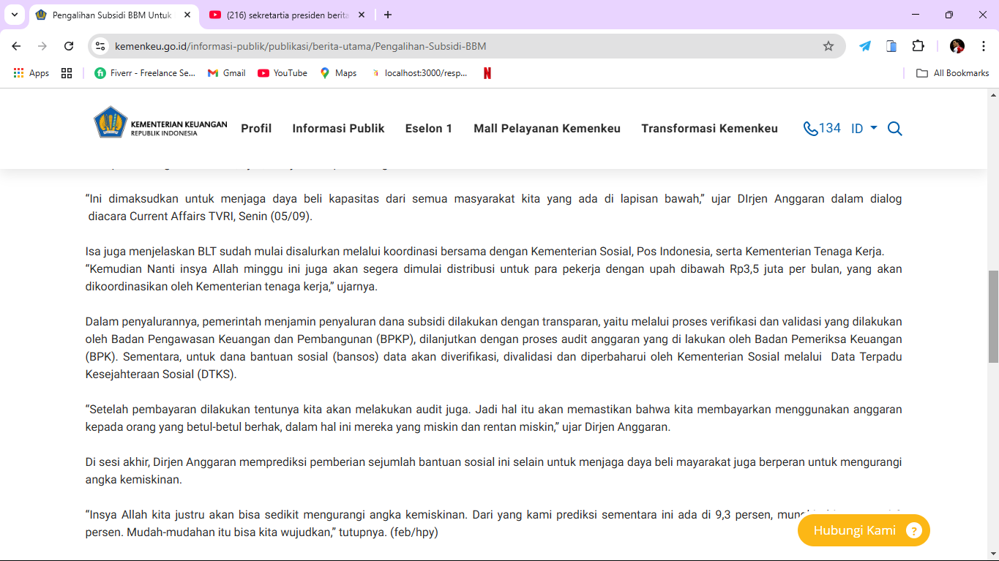 Pengalihan Subsidi BBM Untuk
(216) sekretartia presiden berita
kemenkeu.go.id/informasi-publik/publikasi/berita-utama/Pengalihan-Subsidi-BBM
Apps
Fiverr - Freelance Se...
Gmail
YouTube
Maps
localhost:3000/resp...
N
All Bookmarks
KEMENTERIAN KEUANGAN
REPUBLIK INDONESIA
Profil
Informasi Publik
Eselon 1
Mall Pelayanan Kemenkeu
Transformasi Kemenkeu
134
ID
“Ini dimaksudkan untuk menjaga daya beli kapasitas dari semua masyarakat kita yang ada di lapisan bawah,” ujar DIrjen Anggaran dalam dialog
diacara Current Affairs TVRI, Senin (05/09).
Isa juga menjelaskan BLT sudah mulai disalurkan melalui koordinasi bersama dengan Kementerian Sosial, Pos Indonesia, serta Kementerian Tenaga Kerja.
“Kemudian Nanti insya Allah minggu ini juga akan segera dimulai distribusi untuk para pekerja dengan upah dibawah Rp3,5 juta per bulan, yang akan
dikoordinasikan oleh Kementerian tenaga kerja,” ujarnya.
Dalam penyalurannya, pemerintah menjamin penyaluran dana subsidi dilakukan dengan transparan, yaitu melalui proses verifikasi dan validasi yang dilakukan
oleh Badan Pengawasan Keuangan dan Pembangunan (BPKP), dilanjutkan dengan proses audit anggaran yang di lakukan oleh Badan Pemeriksa Keuangan
(BPK). Sementara, untuk dana bantuan sosial (bansos) data akan diverifikasi, divalidasi dan diperbaharui oleh Kementerian Sosial melalui Data Terpadu
Kesejahteraan Sosial (DTKS).
“Setelah pembayaran dilakukan tentunya kita akan melakukan audit juga. Jadi hal itu akan memastikan bahwa kita membayarkan menggunakan anggaran
kepada orang yang betul-betul berhak, dalam hal ini mereka yang miskin dan rentan miskin,” ujar Dirjen Anggaran.
Di sesi akhir, Dirjen Anggaran memprediksi pemberian sejumlah bantuan sosial ini selain untuk menjaga daya beli mayarakat juga berperan untuk mengurangi
angka kemiskinan.
“Insya Allah kita justru akan bisa sedikit mengurangi angka kemiskinan. Dari yang kami prediksi sementara ini ada di 9,3 persen,
persen. Mudah-mudahan itu bisa kita wujudkan,” tutupnya. (feb/hpy)
Hubungi Kami ?